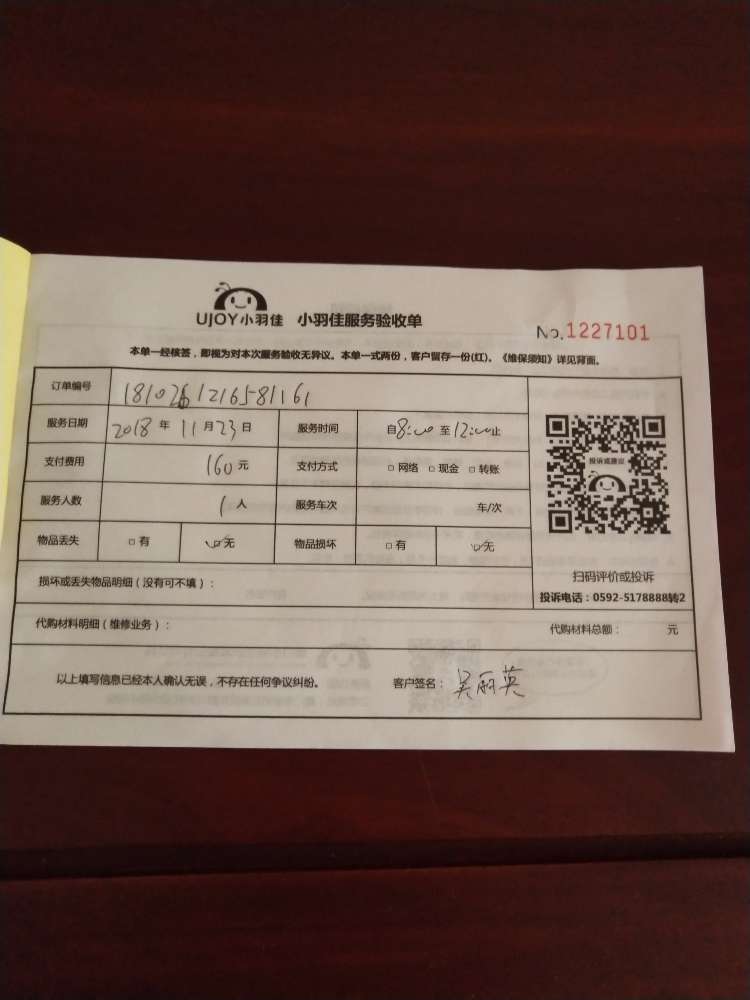 UJOY小羽佳 小羽佳服务验收单
No.1227101
本单一经核签，即视为对本次服务验收无异议。本单一式两份，客户留存一份(红)。《维保须知》详见背面。
订单编号
服务日期 2018 年 11 月 23 日 服务时间 自 8:00 至 12:00 止
支付费用 160 元 支付方式 □ 网络 □ 现金 □ 转账
投诉或建议
服务人数 1 人 服务车次 车/次
物品丢失 □ 有 ☑ 无 物品损坏 □ 有 ☑ 无
扫码评价或投诉
损坏或丢失物品明细（没有可不填）：
投诉电话：0592-5178888转2
代购材料明细（维修业务）： 代购材料总额： 元
以上填写信息已经本人确认无误，不存在任何争议纠纷。 客户签名： 吴丽英